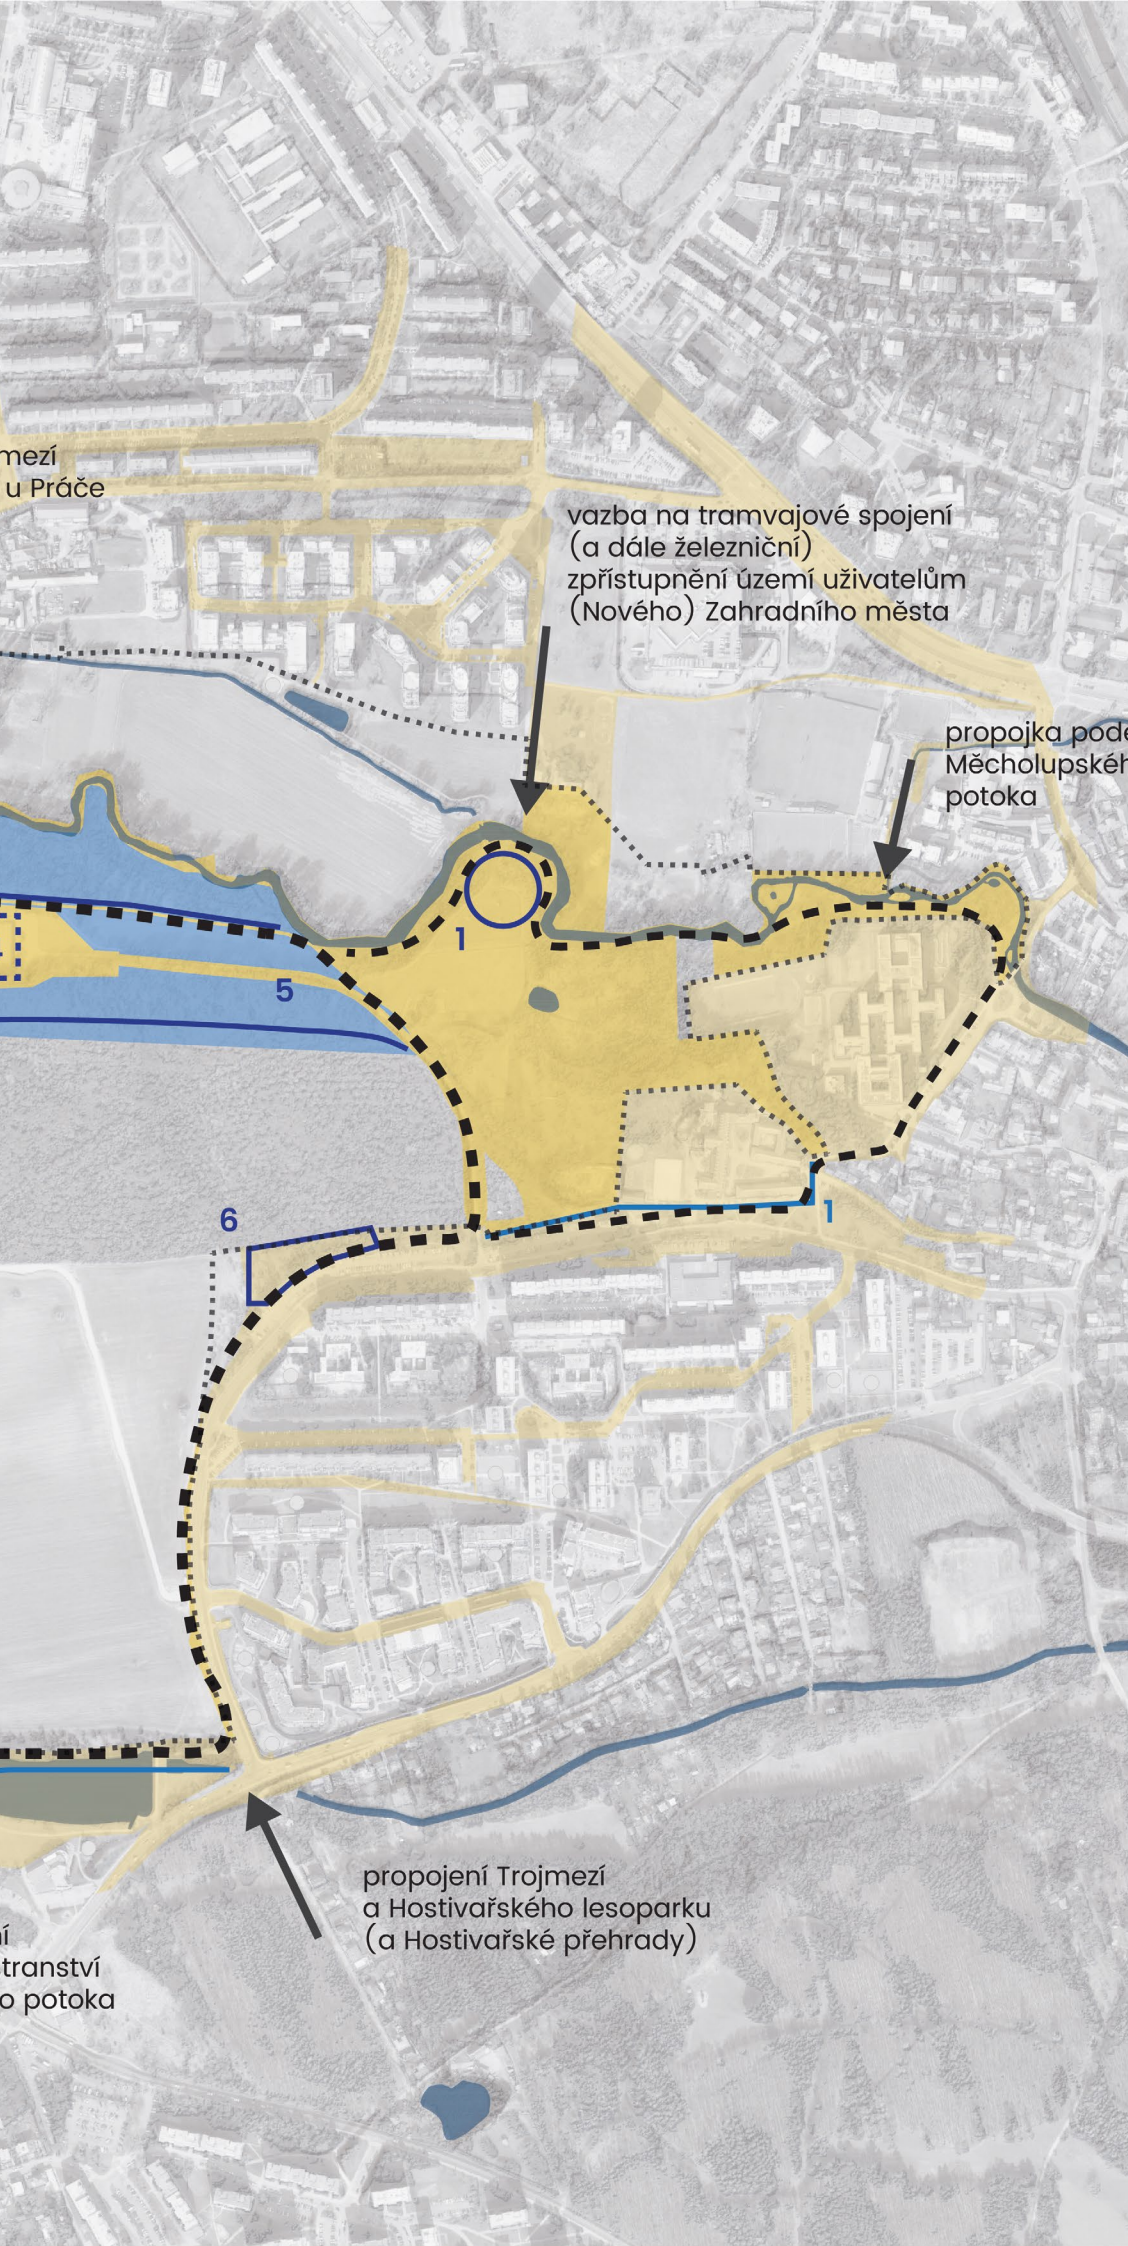 mezí
u Práče
vazba na tramvajové spojení
(a dále železniční)
zpřístupnění území uživatelům
(Nového) Zahradního města
propojka pode
Měcholupskéh
potoka
1
5
6
1
propojení Trojmezí
a Hostivařského lesoparku
(a Hostivařské přehrady)
í
tranství
o potoka